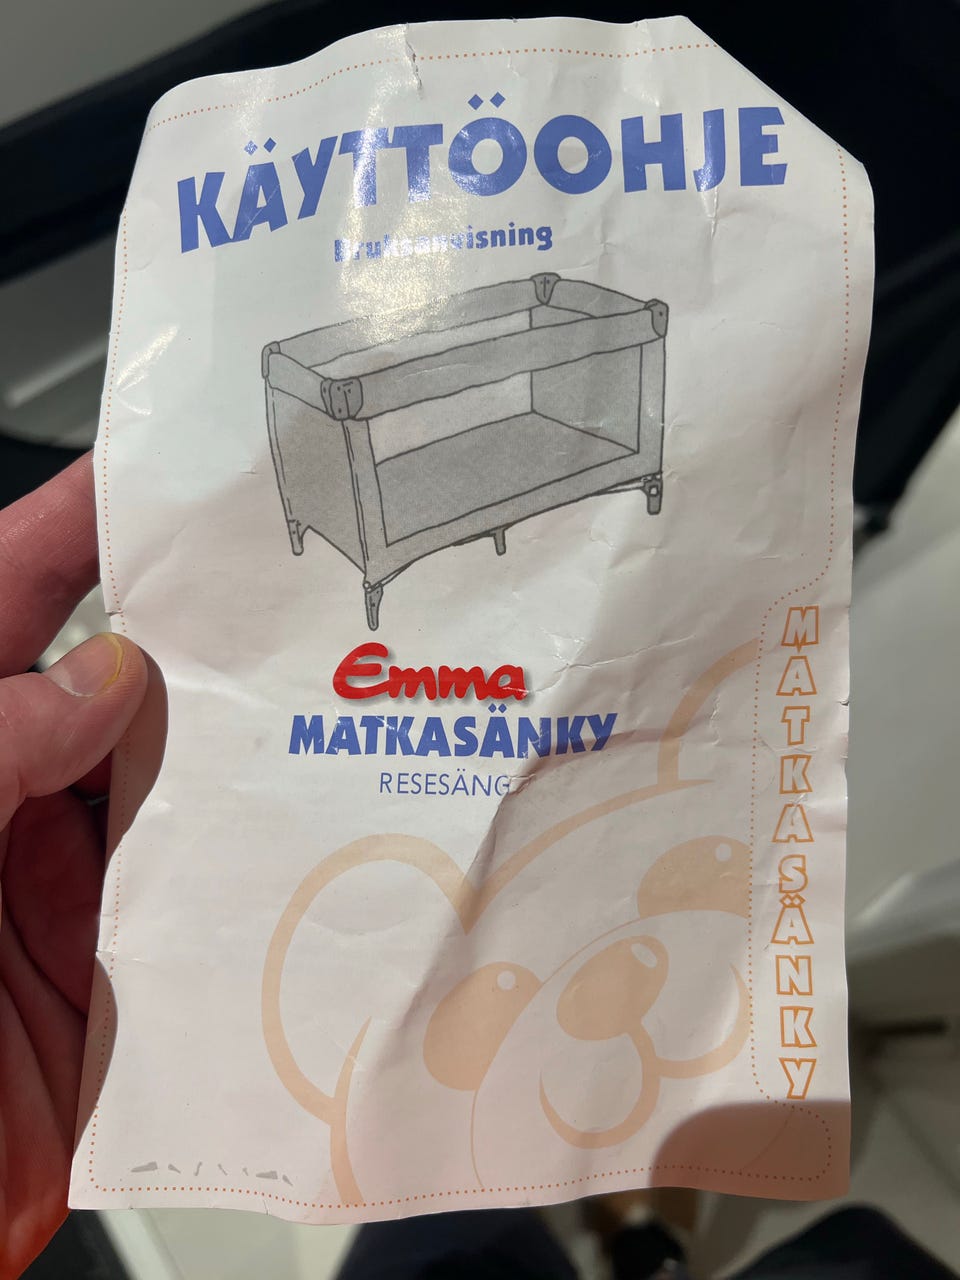 KÄYTTÖOHJE
Bruksanvisning
Emma
MATKASÄNKY
RESESÄNG
MATKASÄNKY